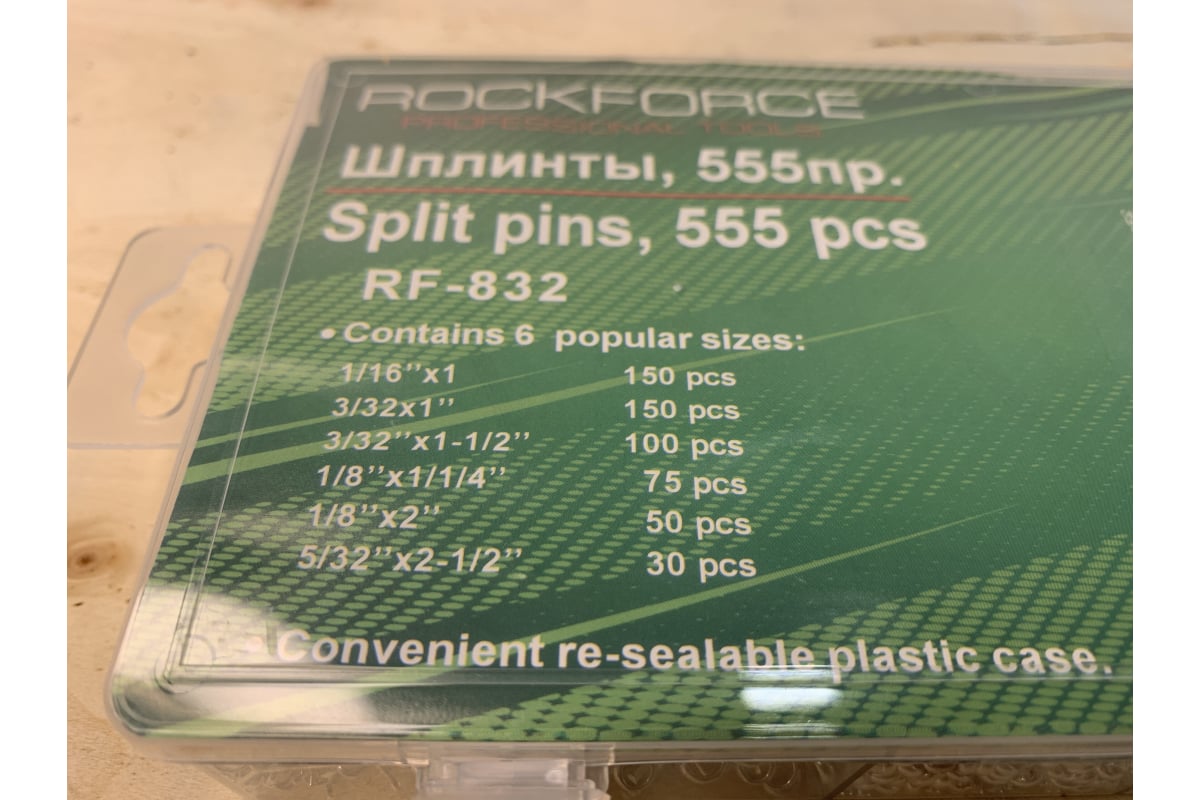 ROCKFORCE
PROFESSIONAL TOOLS
Шплинты, 555пр.
Split pins, 555 pcs
RF-832
• Contains 6 popular sizes:
1/16’’x1 150 pcs
3/32x1’’ 150 pcs
3/32’’x1-1/2’’ 100 pcs
1/8’’x1/1/4’’ 75 pcs
1/8’’x2’’ 50 pcs
5/32’’x2-1/2’’ 30 pcs
• Convenient re-sealable plastic case.